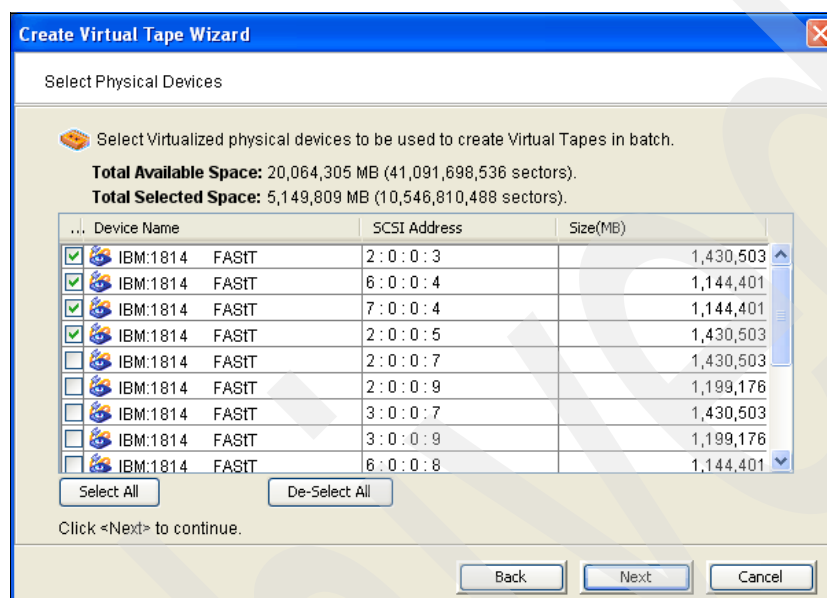 Create Virtual Tape Wizard
Select Physical Devices
Select Virtualized physical devices to be used to create Virtual Tapes in batch.
Total Available Space: 20,064,305 MB (41,091,698,536 sectors).
Total Selected Space: 5,149,809 MB (10,546,810,488 sectors).
... Device Name SCSI Address Size(MB)
IBM:1814 FAStT 2:0:0:3 1,430,503
IBM:1814 FAStT 6:0:0:4 1,144,401
IBM:1814 FAStT 7:0:0:4 1,144,401
IBM:1814 FAStT 2:0:0:5 1,430,503
IBM:1814 FAStT 2:0:0:7 1,430,503
IBM:1814 FAStT 2:0:0:9 1,199,176
IBM:1814 FAStT 3:0:0:7 1,430,503
IBM:1814 FAStT 3:0:0:9 1,199,176
IBM:1814 FAStT 6:0:0:8 1,144,401
Select All De-Select All
Click <Next> to continue.
Back Next Cancel